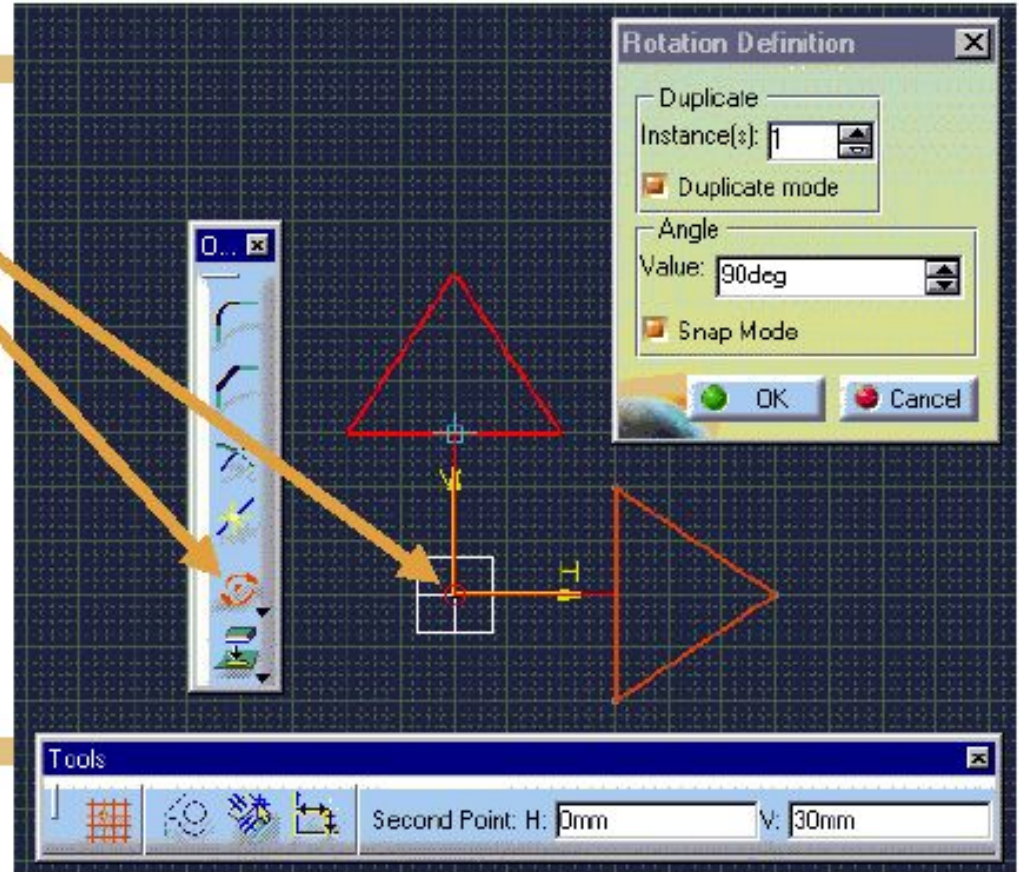 Rotation Definition
Duplicate
Instance(s): 1
Duplicate mode
Angle
Value: 90deg
Snap Mode
OK Cancel
O...
V
H
Tools
Second Point: H: 0mm V: 30mm